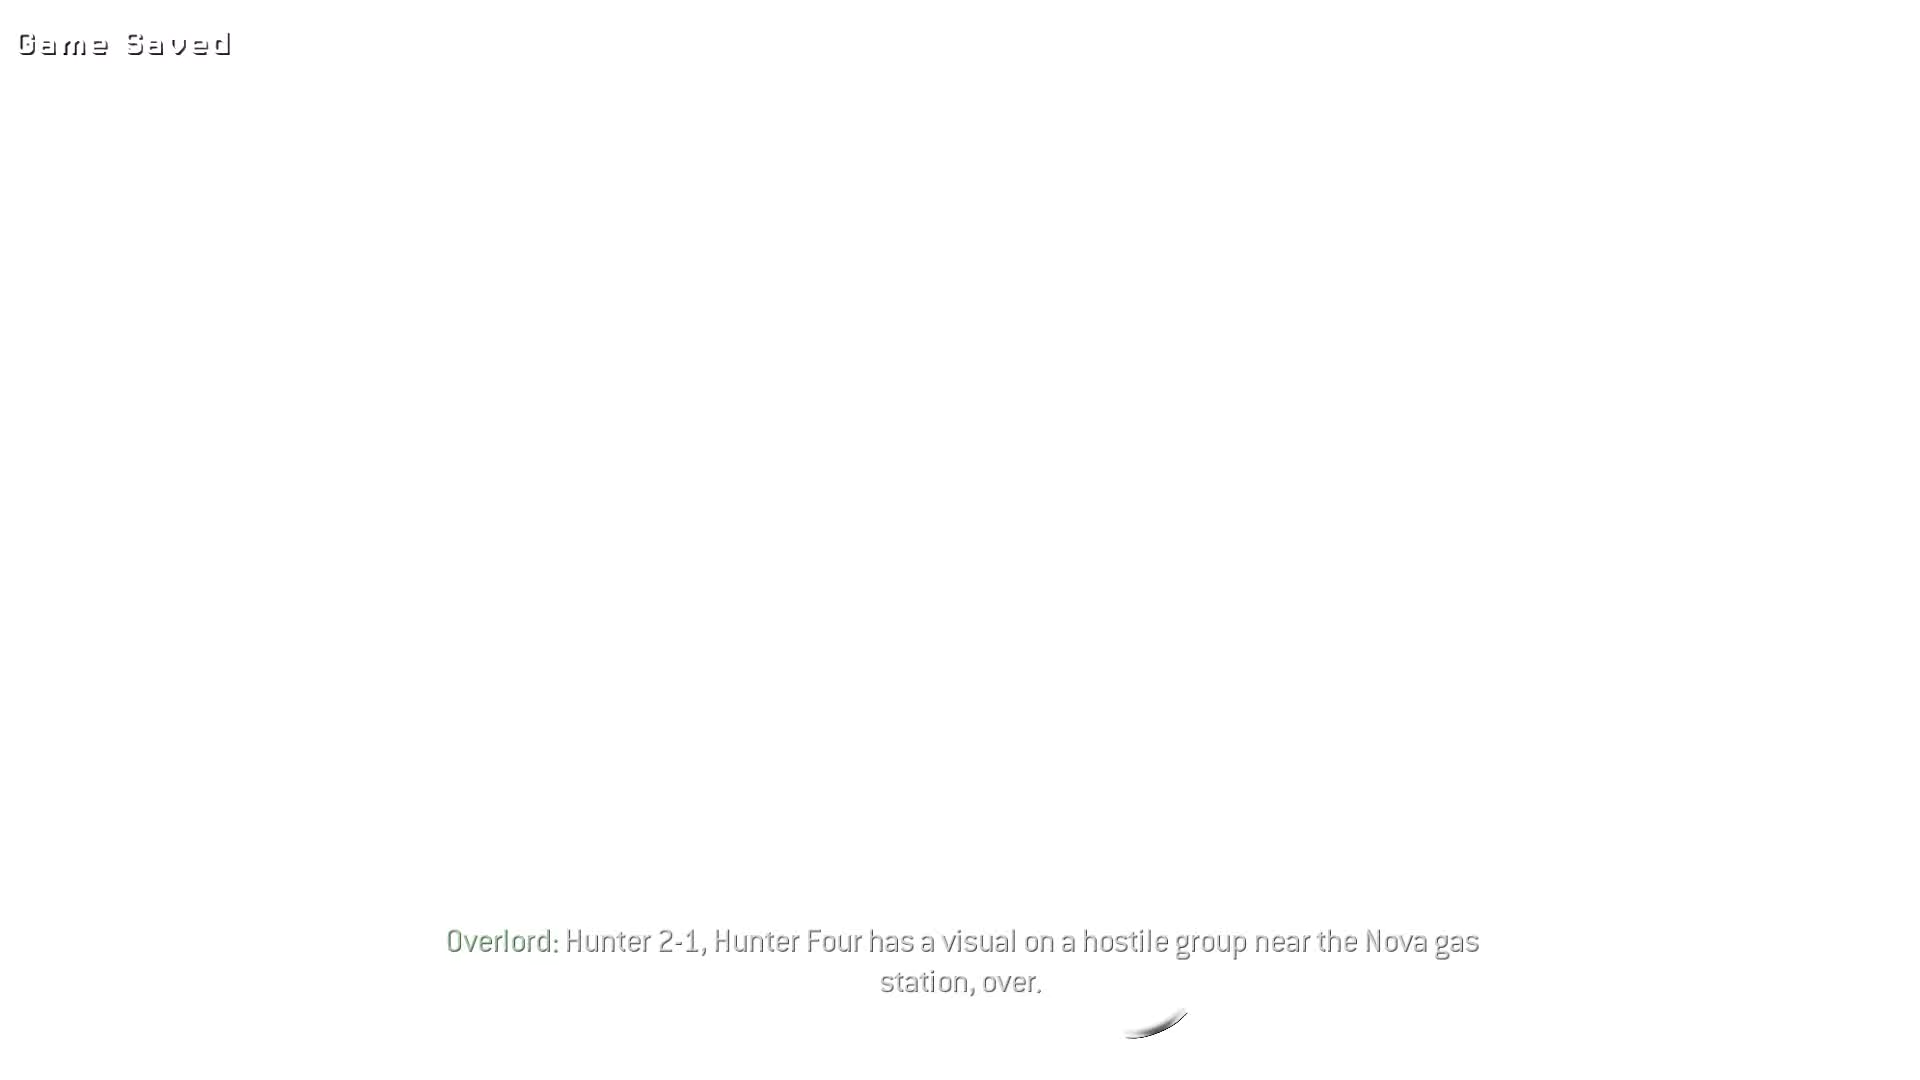 Game Saved
Overlord: Hunter 2-1, Hunter Four has a visual on a hostile group near the Nova gas
station, over.